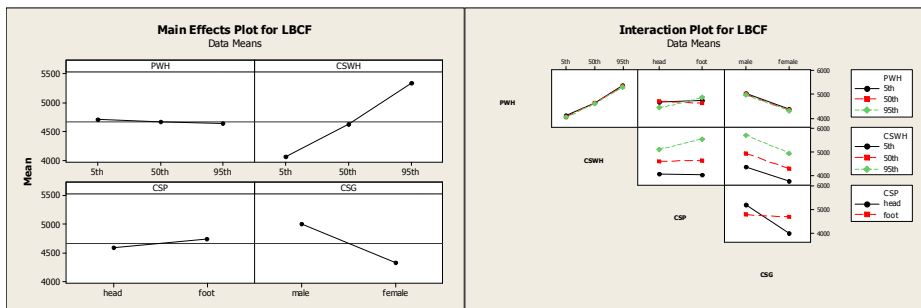 Main Effects Plot for LBCF
Data Means
PWH CSWH
5500
5000
4500
4000
5th 50th 95th 5th 50th 95th
CSP CSG
5500
5000
4500
4000
head foot male female
Mean
Interaction Plot for LBCF
Data Means
5th 50th 95th head foot male female
PWH
6000
5000
4000
PWH
5th
50th
95th
CSWH
6000
5000
4000
CSWH
5th
50th
95th
CSP
6000
5000
4000
CSP
head
foot
CSG